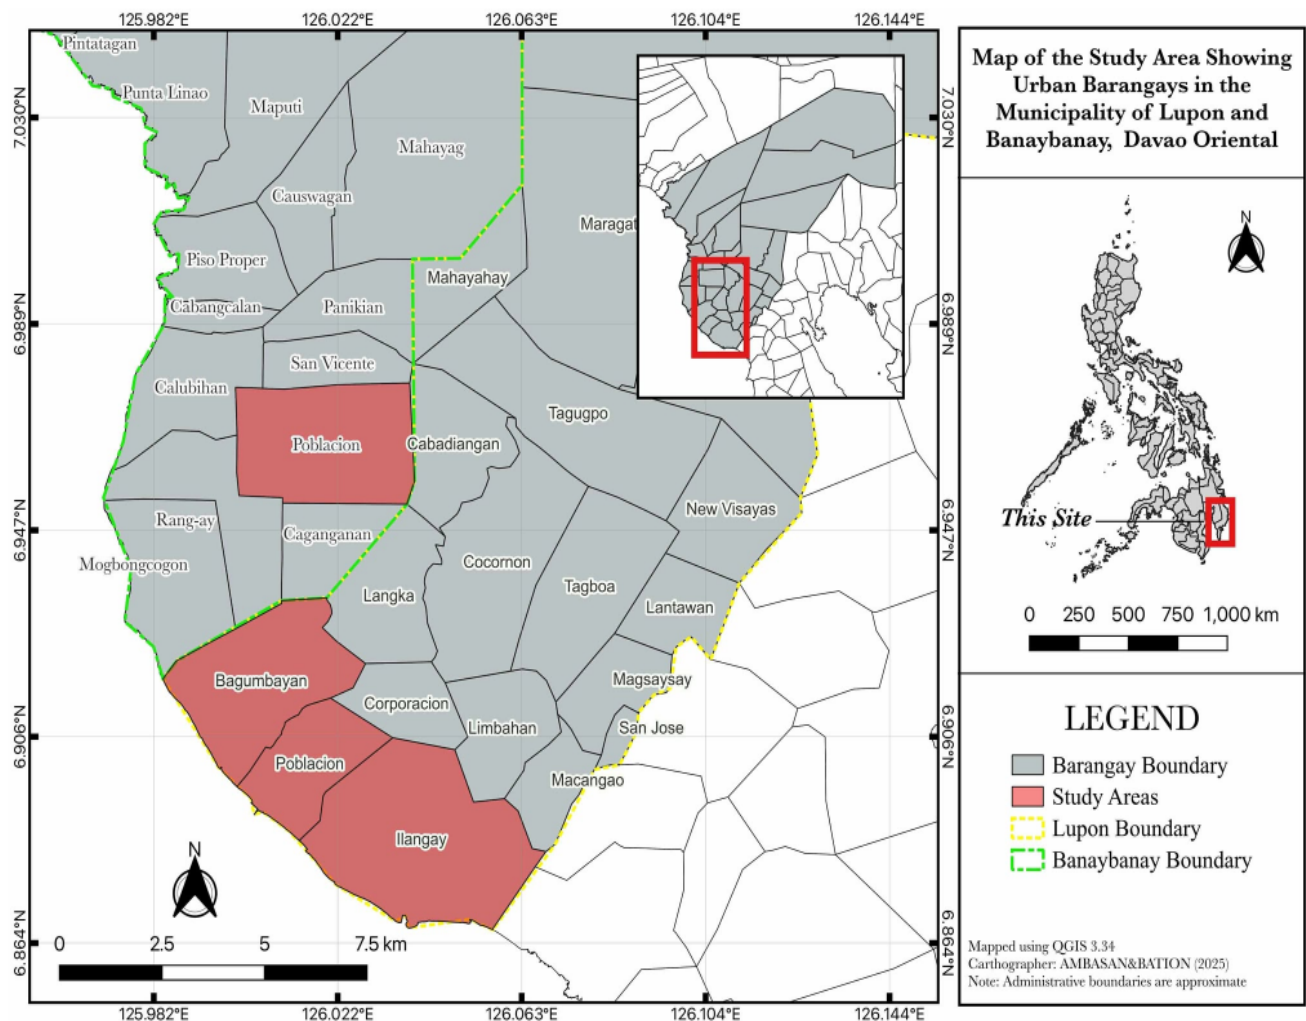 125.982°E
126.022°E
126.063°E
126.104°E
126.144°E
7.030°N
6.989°N
6.947°N
6.906°N
6.864°N
Pintatagan
Punta Linao
Maputi
Mahayag
Causwagan
Maragat
Piso Proper
Mahayahay
Cabangcalan
Panikian
San Vicente
Calubihan
Tagugpo
Poblacion
Cabadiangan
New Visayas
Rang-ay
Caganganan
Mogbongcogon
Cocornon
Tagboa
Langka
Lantawan
Bagumbayan
Magsaysay
Corporacion
Limbahan
San Jose
Poblacion
Macangao
Ilangay
N
0 2.5 5 7.5 km
7.030°N
6.989°N
6.947°N
6.906°N
6.864°N
125.982°E
126.022°E
126.063°E
126.104°E
126.144°E
Map of the Study Area Showing
Urban Barangays in the
Municipality of Lupon and
Banaybanay, Davao Oriental
N
This Site
0 250 500 750 1,000 km
LEGEND
Barangay Boundary
Study Areas
Lupon Boundary
Banaybanay Boundary
Mapped using QGIS 3.34
Carthographer: AMBASAN&BATION (2025)
Note: Administrative boundaries are approximate